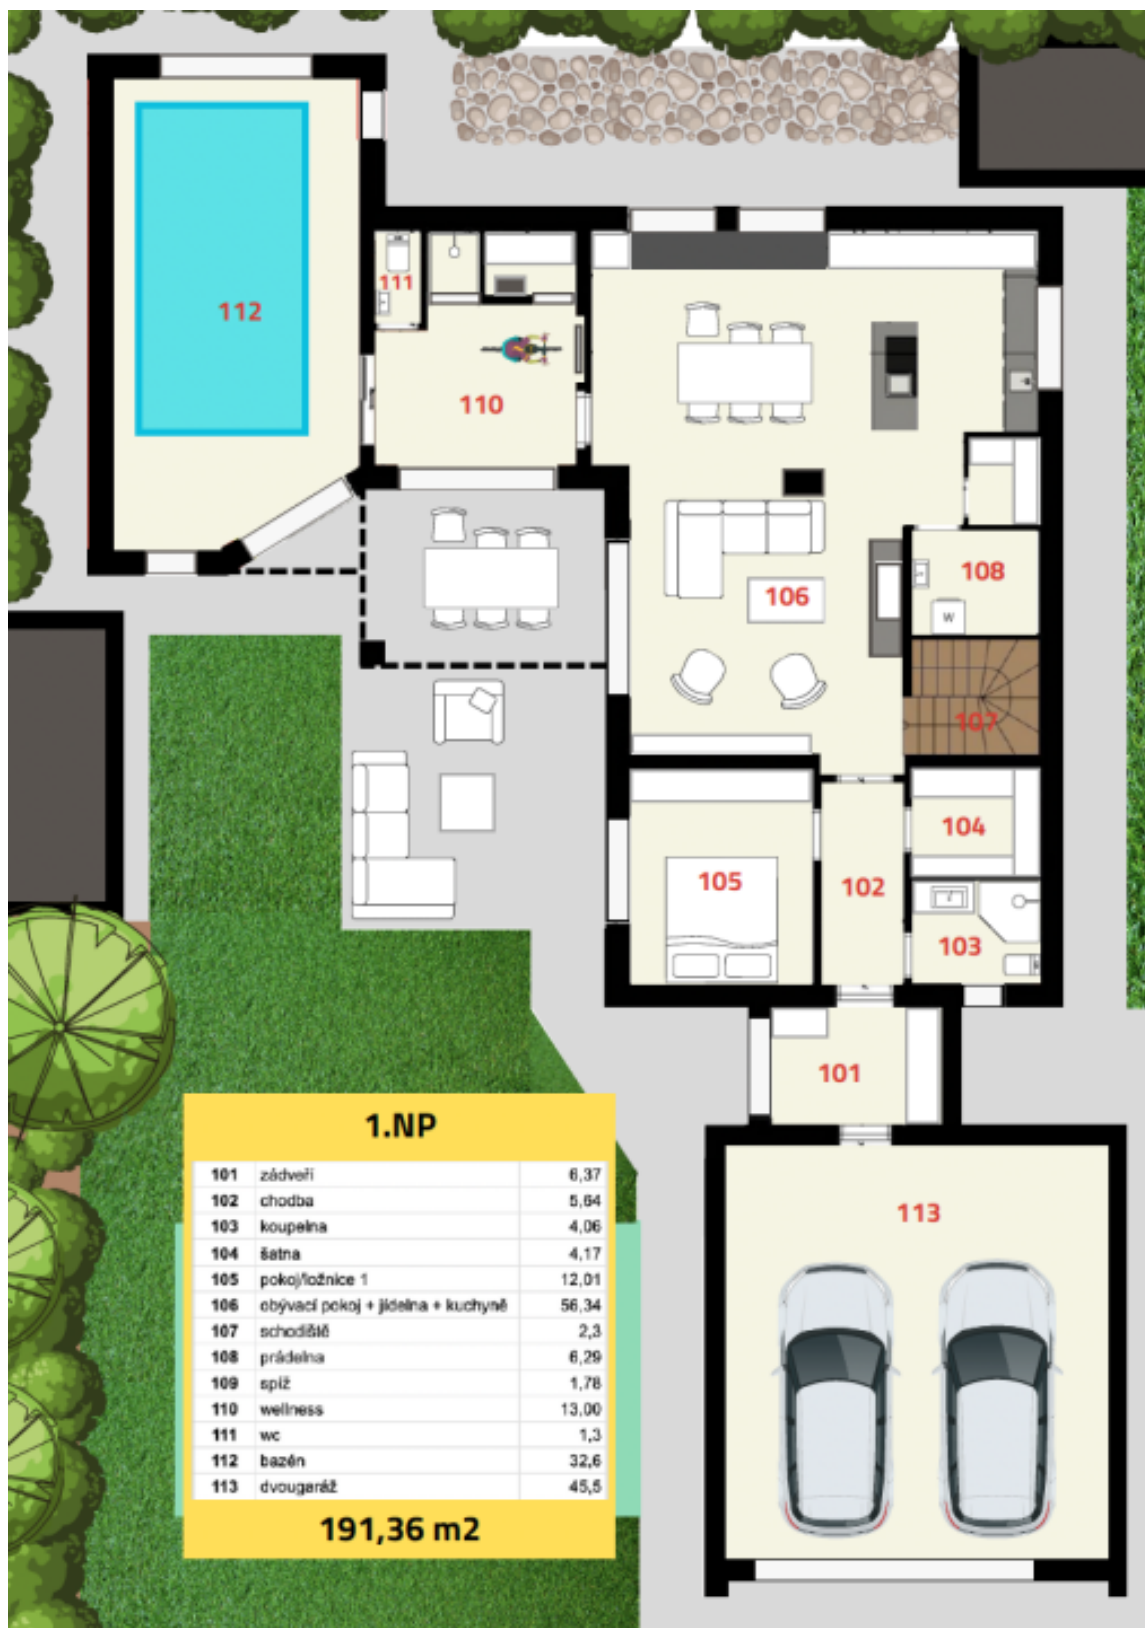 112
111
110
106
108
107
105
104
102
103
101
113
W
1.NP
101 zádveří 6,37
102 chodba 5,64
103 koupelna 4,06
104 šatna 4,17
105 pokoj/ložnice 1 12,01
106 obývací pokoj + jídelna + kuchyně 56,34
107 schodiště 2,3
108 prádelna 6,29
109 spíž 1,78
110 wellness 13,00
111 wc 1,3
112 bazén 32,6
113 dvougaráž 45,5
191,36 m2